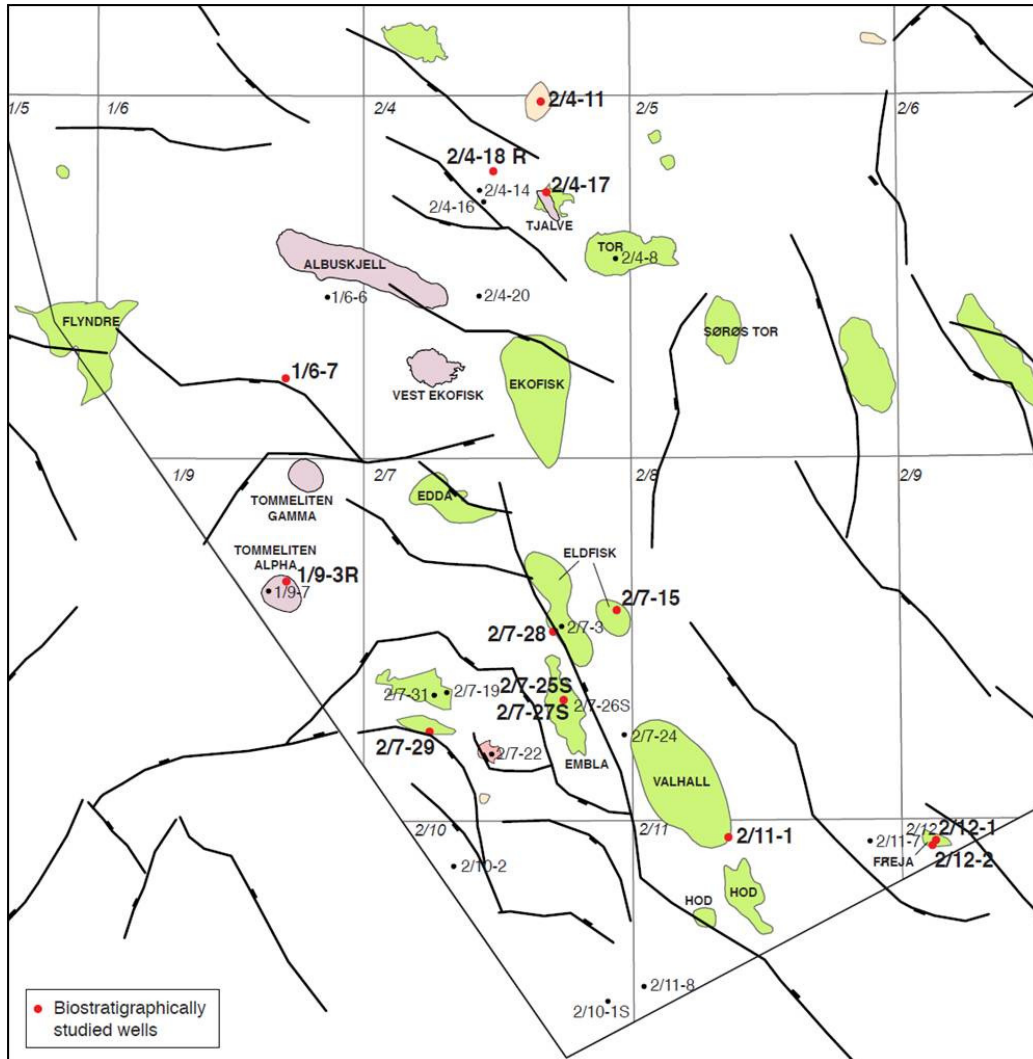 1/5
1/6
2/4
2/4-11
2/5
2/6
2/4-18 R
2/4-14
2/4-16
2/4-17
TJALVE
TOR
2/4-8
ALBUSKJELL
1/6-6
2/4-20
FLYNDRE
SØRØS TOR
1/6-7
VEST EKOFISK
EKOFISK
1/9
2/7
2/8
2/9
TOMMELITEN
GAMMA
EDDA
TOMMELITEN
ALPHA
1/9-3R
1/9-7
ELDFISK
2/7-15
2/7-28
2/7-3
2/7-31
2/7-19
2/7-25S
2/7-27S
2/7-26S
2/7-29
2/7-22
EMBLA
2/7-24
VALHALL
2/10
2/11
2/11-1
2/12
2/12-1
2/11-7
FREJA
2/12-2
2/10-2
HOD
HOD
2/11-8
2/10-1S
Biostratigraphically
studied wells